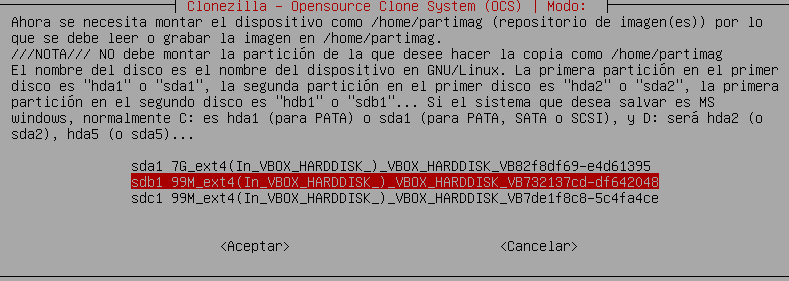 Clonezilla - Opensource Clone System (OCS) | Modo:
Ahora se necesita montar el dispositivo como /home/partimag (repositorio de imagen(es)) por lo
que se debe leer o grabar la imagen en /home/partimag.
///NOTA/// NO debe montar la partición de la que desee hacer la copia como /home/partimag
El nombre del disco es el nombre del dispositivo en GNU/Linux. La primera partición en el primer
disco es "hda1" o "sda1", la segunda partición en el primer disco es "hda2" o "sda2", la primera
partición en el segundo disco es "hdb1" o "sdb1"... Si el sistema que desea salvar es MS
windows, normalmente C: es hda1 (para PATA) o sda1 (para PATA, SATA o SCSI), y D: será hda2 (o
sda2), hda5 (o sda5)...
sda1 7G_ext4(In_VBOX_HARDDISK_)_VBOX_HARDDISK_VB82f8df69-e4d61395
sdb1 99M_ext4(In_VBOX_HARDDISK_)_VBOX_HARDDISK_VB732137cd-df642048
sdc1 99M_ext4(In_VBOX_HARDDISK_)_VBOX_HARDDISK_VB7de1f8c8-5c4fa4ce
<Aceptar> <Cancelar>